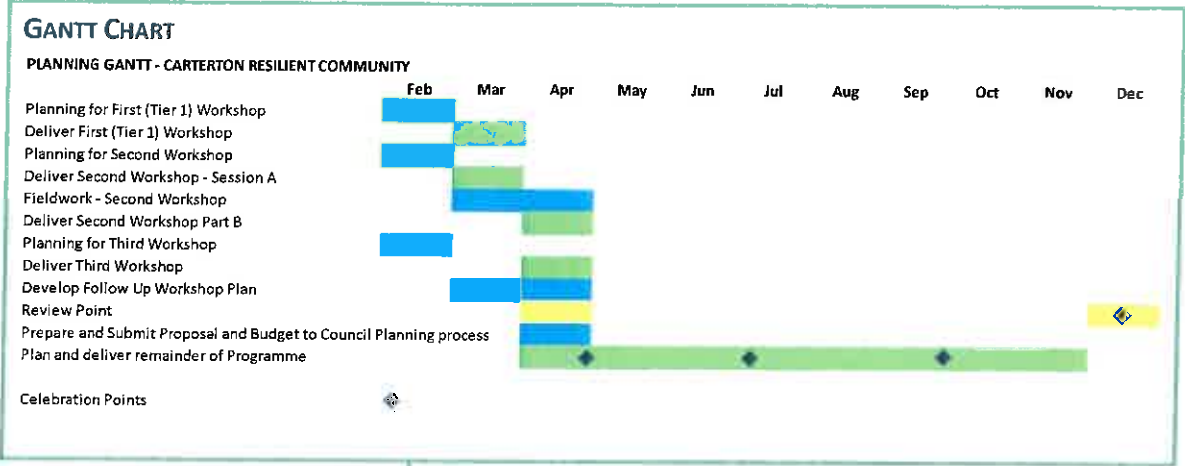 GANTT CHART
PLANNING GANTT - CARTERTON RESILIENT COMMUNITY
Feb Mar Apr May Jun Jul Aug Sep Oct Nov Dec
Planning for First (Tier 1) Workshop
Deliver First (Tier 1) Workshop
Planning for Second Workshop
Deliver Second Workshop - Session A
Fieldwork - Second Workshop
Deliver Second Workshop Part B
Planning for Third Workshop
Deliver Third Workshop
Develop Follow Up Workshop Plan
Review Point
Prepare and Submit Proposal and Budget to Council Planning process
Plan and deliver remainder of Programme
Celebration Points